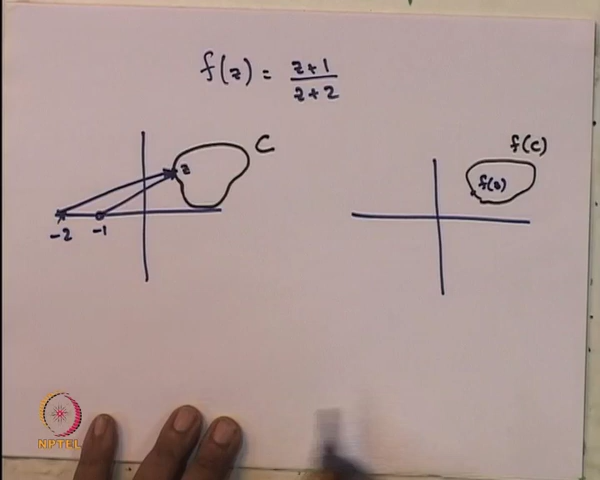 f(z) = z+1 / z+2
C
z
-2
-1
f(C)
f(z)
NPTEL